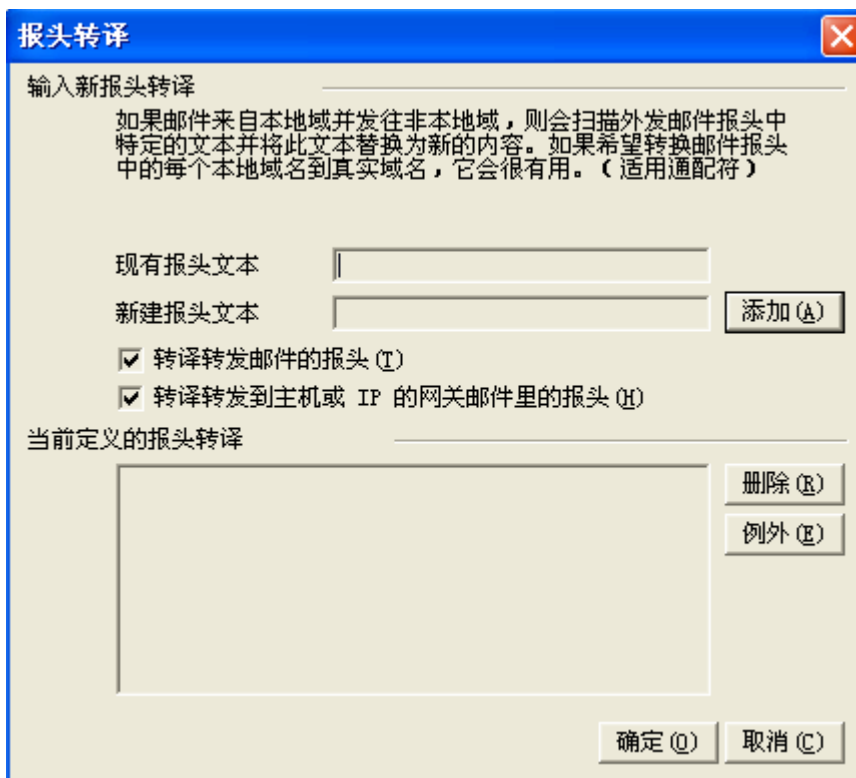 报头转译
输入新报头转译
如果邮件来自本地域并发往非本地域，则会扫描外发邮件报头中
特定的文本并将此文本替换为新的内容。如果希望转换邮件报头
中的每个本地域名到真实域名，它会很有用。(适用通配符)
现有报头文本
新建报头文本
添加(A)
转译转发邮件的报头(T)
转译转发到主机或 IP 的网关邮件里的报头(H)
当前定义的报头转译
删除(R)
例外(E)
确定(O) 取消(C)